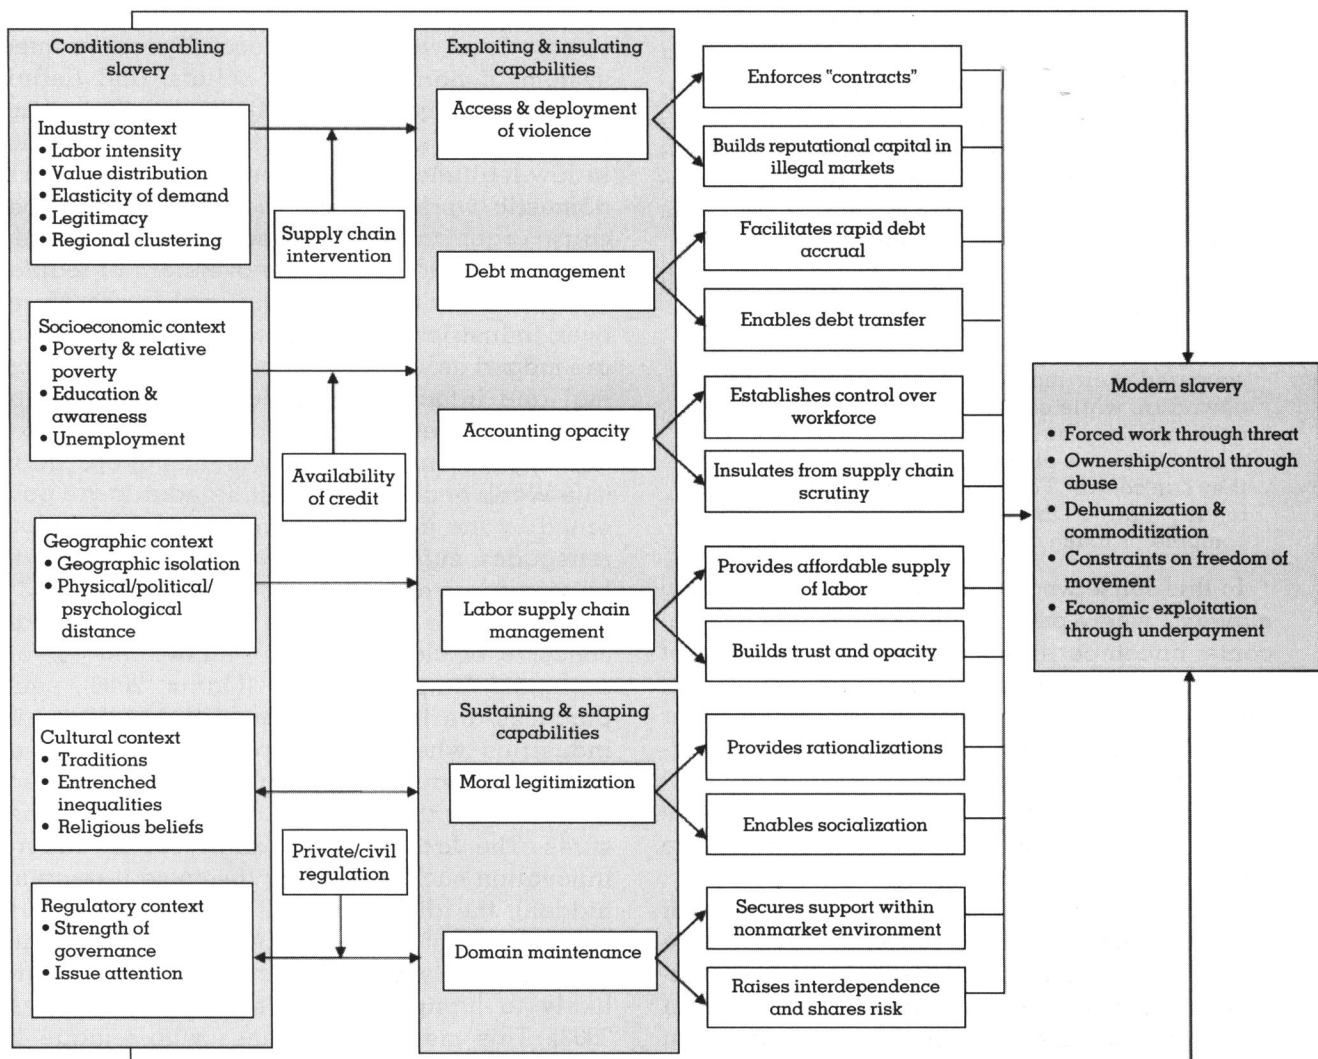 Conditions enabling
slavery
Industry context
• Labor intensity
• Value distribution
• Elasticity of demand
• Legitimacy
• Regional clustering
Socioeconomic context
• Poverty & relative
poverty
• Education &
awareness
• Unemployment
Geographic context
• Geographic isolation
• Physical/political/
psychological
distance
Cultural context
• Traditions
• Entrenched
inequalities
• Religious beliefs
Regulatory context
• Strength of
governance
• Issue attention
Supply chain
intervention
Availability
of credit
Private/civil
regulation
Exploiting & insulating
capabilities
Access & deployment
of violence
Debt management
Accounting opacity
Labor supply chain
management
Sustaining & shaping
capabilities
Moral legitimization
Domain maintenance
Enforces "contracts"
Builds reputational capital in
illegal markets
Facilitates rapid debt
accrual
Enables debt transfer
Establishes control over
workforce
Insulates from supply chain
scrutiny
Provides affordable supply
of labor
Builds trust and opacity
Provides rationalizations
Enables socialization
Secures support within
nonmarket environment
Raises interdependence
and shares risk
Modern slavery
• Forced work through threat
• Ownership/control through
abuse
• Dehumanization &
commoditization
• Constraints on freedom of
movement
• Economic exploitation
through underpayment